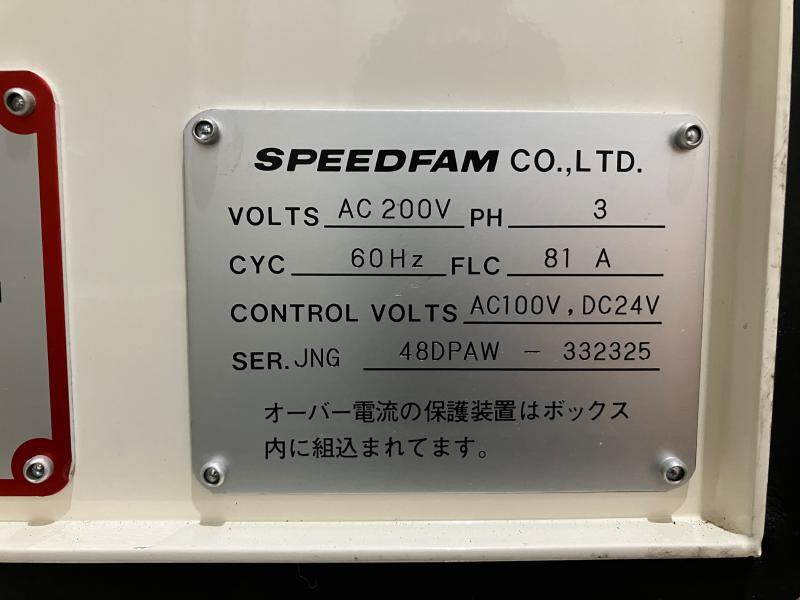 SPEEDFAM CO.,LTD.
VOLTS AC 200V PH 3
CYC 60Hz FLC 81 A
CONTROL VOLTS AC100V, DC24V
SER. JNG 48DPAW - 332325
オーバー電流の保護装置はボックス
内に組込まれてます。